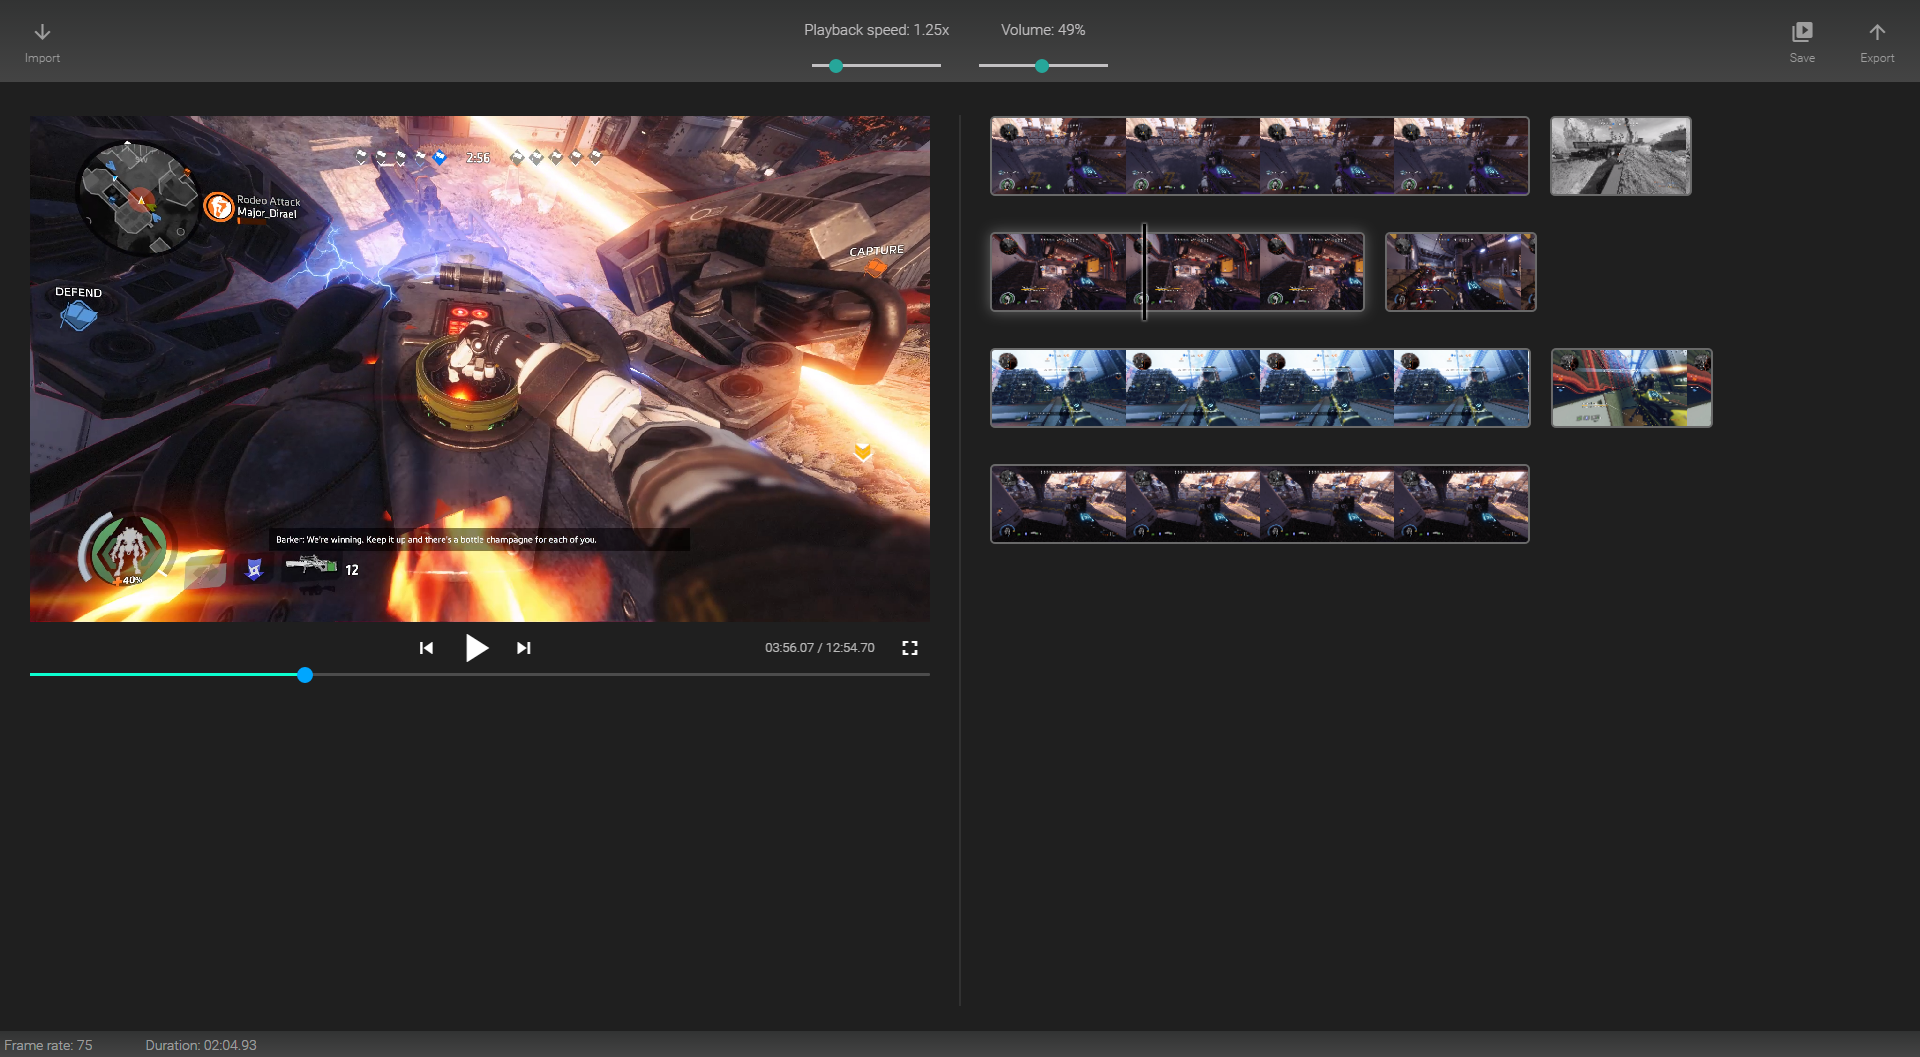 Playback speed: 1.25x
Volume: 49%
Import
Save
Export
2:56
Rodeo Attack
Major_Dirael
CAPTURE
DEFEND
Barker: We're winning. Keep it up and there's a bottle champagne for each of you.
12
40%
03:56.07 / 12:54.70
Frame rate: 75
Duration: 02:04.93